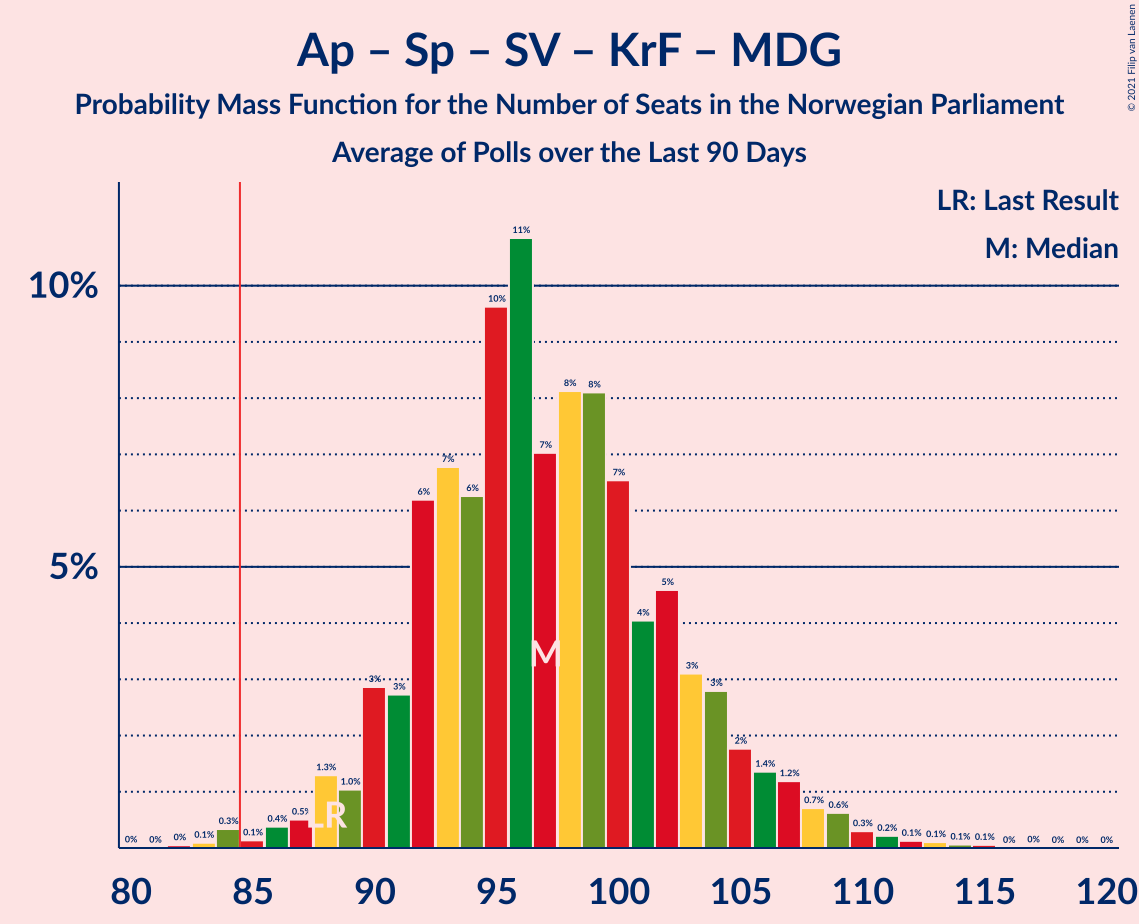 Ap – Sp – SV – KrF – MDG
Probability Mass Function for the Number of Seats in the Norwegian Parliament
Average of Polls over the Last 90 Days
© 2021 Filip van Laenen
LR: Last Result
M: Median
10%
5%
0% 0% 0% 0.1% 0.3% 0.1% 0.4% 0.5% 1.3% 1.0% 3% 3% 6% 7% 6% 10% 11% 7% 8% 8% 7% 4% 5% 3% 3% 2% 1.4% 1.2% 0.7% 0.6% 0.3% 0.2% 0.1% 0.1% 0.1% 0.1% 0% 0% 0% 0% 0%
M
LR
80 85 90 95 100 105 110 115 120